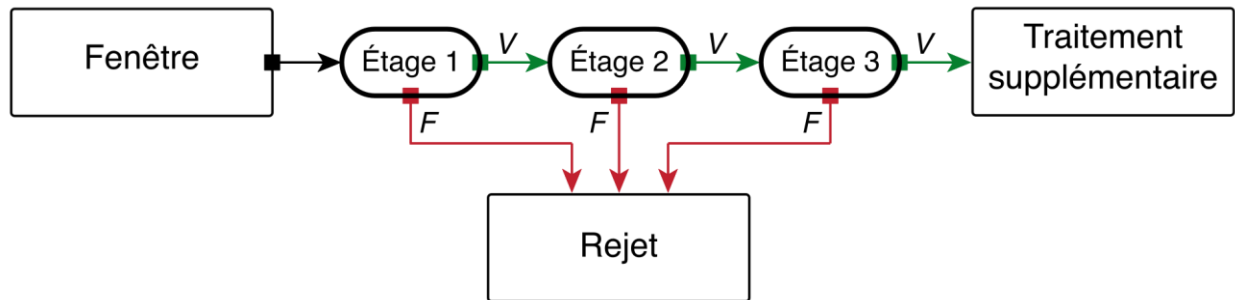 Fenêtre
Étage 1
V
Étage 2
V
Étage 3
V
Traitement
supplémentaire
F
F
F
Rejet